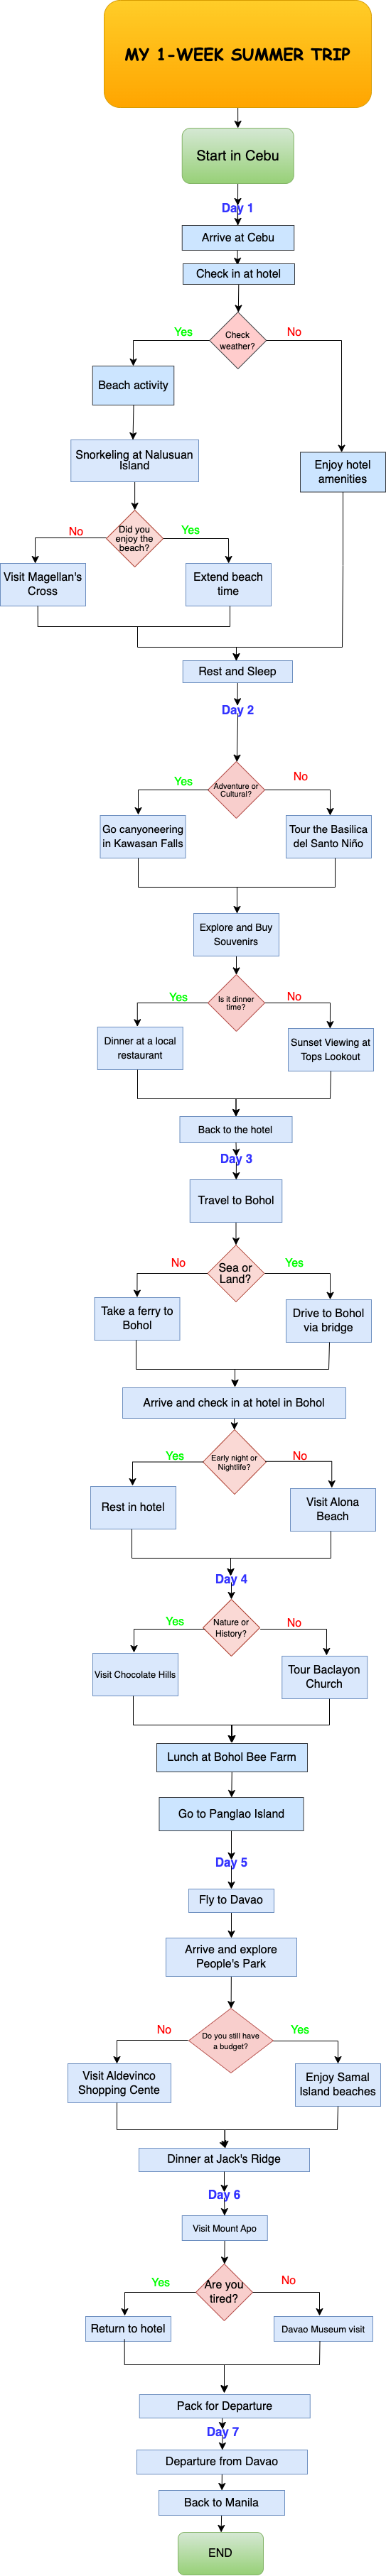 MY 1-WEEK SUMMER TRIP
Start in Cebu
Day 1
Arrive at Cebu
Check in at hotel
Yes
Check
weather?
No
Beach activity
Snorkeling at Nalusuan
Island
Enjoy hotel
amenities
No
Did you
enjoy the
beach?
Yes
Visit Magellan's
Cross
Extend beach
time
Rest and Sleep
Day 2
Yes
Adventure or
Cultural?
No
Go canyoneering
in Kawasan Falls
Tour the Basilica
del Santo Niño
Explore and Buy
Souvenirs
Yes
Is it dinner
time?
No
Dinner at a local
restaurant
Sunset Viewing at
Tops Lookout
Back to the hotel
Day 3
Travel to Bohol
No
Sea or
Land?
Yes
Take a ferry to
Bohol
Drive to Bohol
via bridge
Arrive and check in at hotel in Bohol
Yes
Early night or
Nightlife?
No
Rest in hotel
Visit Alona
Beach
Day 4
Yes
Nature or
History?
No
Visit Chocolate Hills
Tour Baclayon
Church
Lunch at Bohol Bee Farm
Go to Panglao Island
Day 5
Fly to Davao
Arrive and explore
People's Park
No
Do you still have
a budget?
Yes
Visit Aldevinco
Shopping Cente
Enjoy Samal
Island beaches
Dinner at Jack's Ridge
Day 6
Visit Mount Apo
Yes
Are you
tired?
No
Return to hotel
Davao Museum visit
Pack for Departure
Day 7
Departure from Davao
Back to Manila
END